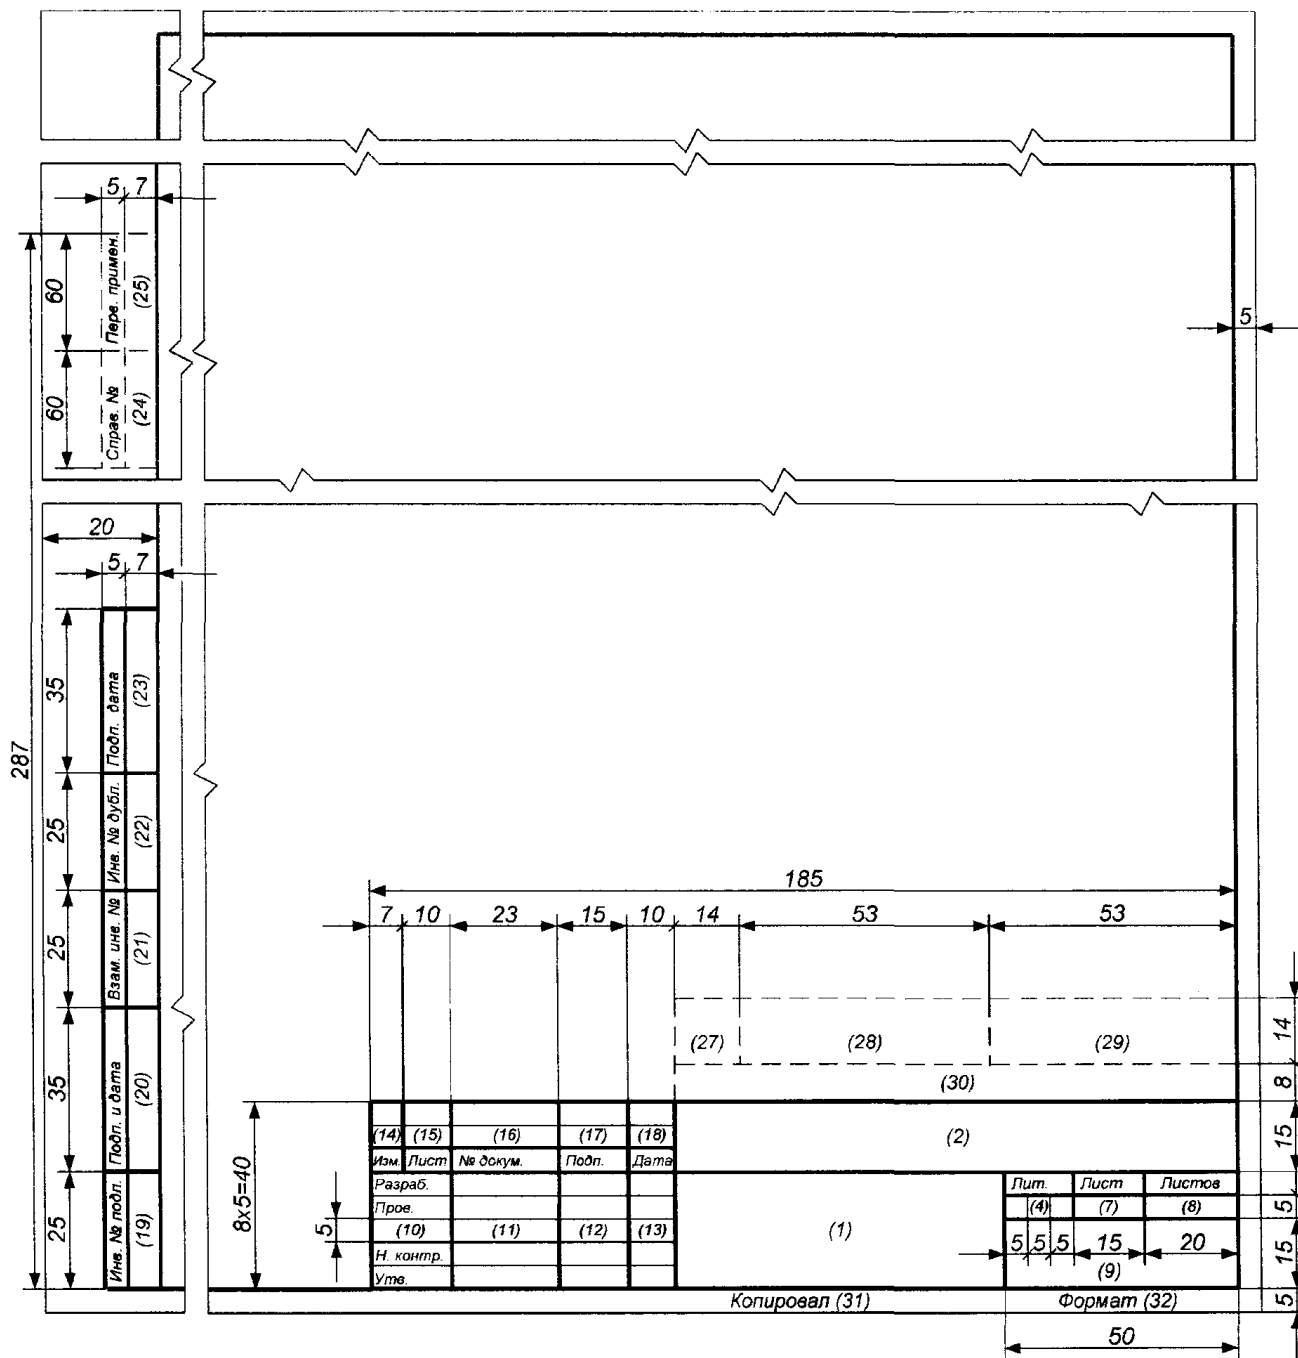 5 7
5
60 Перв. примен. (25)
60 Справ. № (24)
287
20
5 7
35 Подп. дата (23)
25 Инв. № дубл. (22)
25 Взам. инв. № (21)
35 Подп. и дата (20)
25 Инв. № подп. (19)
185
7 10 23 15 10 14 53 53
14
(27) (28) (29)
8
(30)
8x5=40
(14) (15) (16) (17) (18) (2) 15
Изм. Лист № докум. Подп. Дата
Разраб. Лит. Лист Листов
Пров. (4) (7) (8) 5
5 (10) (11) (12) (13) (1)
5 5 5 15 20 15
Н. контр. (9)
Утв.
Копировал (31) Формат (32) 5
50